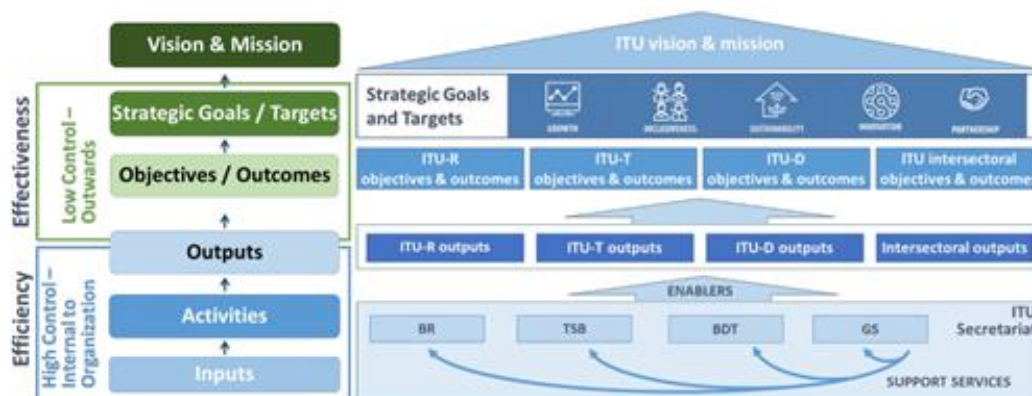 Effectiveness
Efficiency
Low Control –
Outwards
High Control –
Internal to
Organization
Vision & Mission
Strategic Goals / Targets
Objectives / Outcomes
Outputs
Activities
Inputs
ITU vision & mission
Strategic Goals
and Targets
GROWTH
INCLUSIVENESS
SUSTAINABILITY
INNOVATION
PARTNERSHIP
ITU-R
objectives & outcomes
ITU-T
objectives & outcomes
ITU-D
objectives & outcomes
ITU intersectoral
objectives & outcome
ITU-R outputs
ITU-T outputs
ITU-D outputs
Intersectoral outputs
ENABLERS
ITU
Secretariat
BR
TSB
BDT
GS
SUPPORT SERVICES